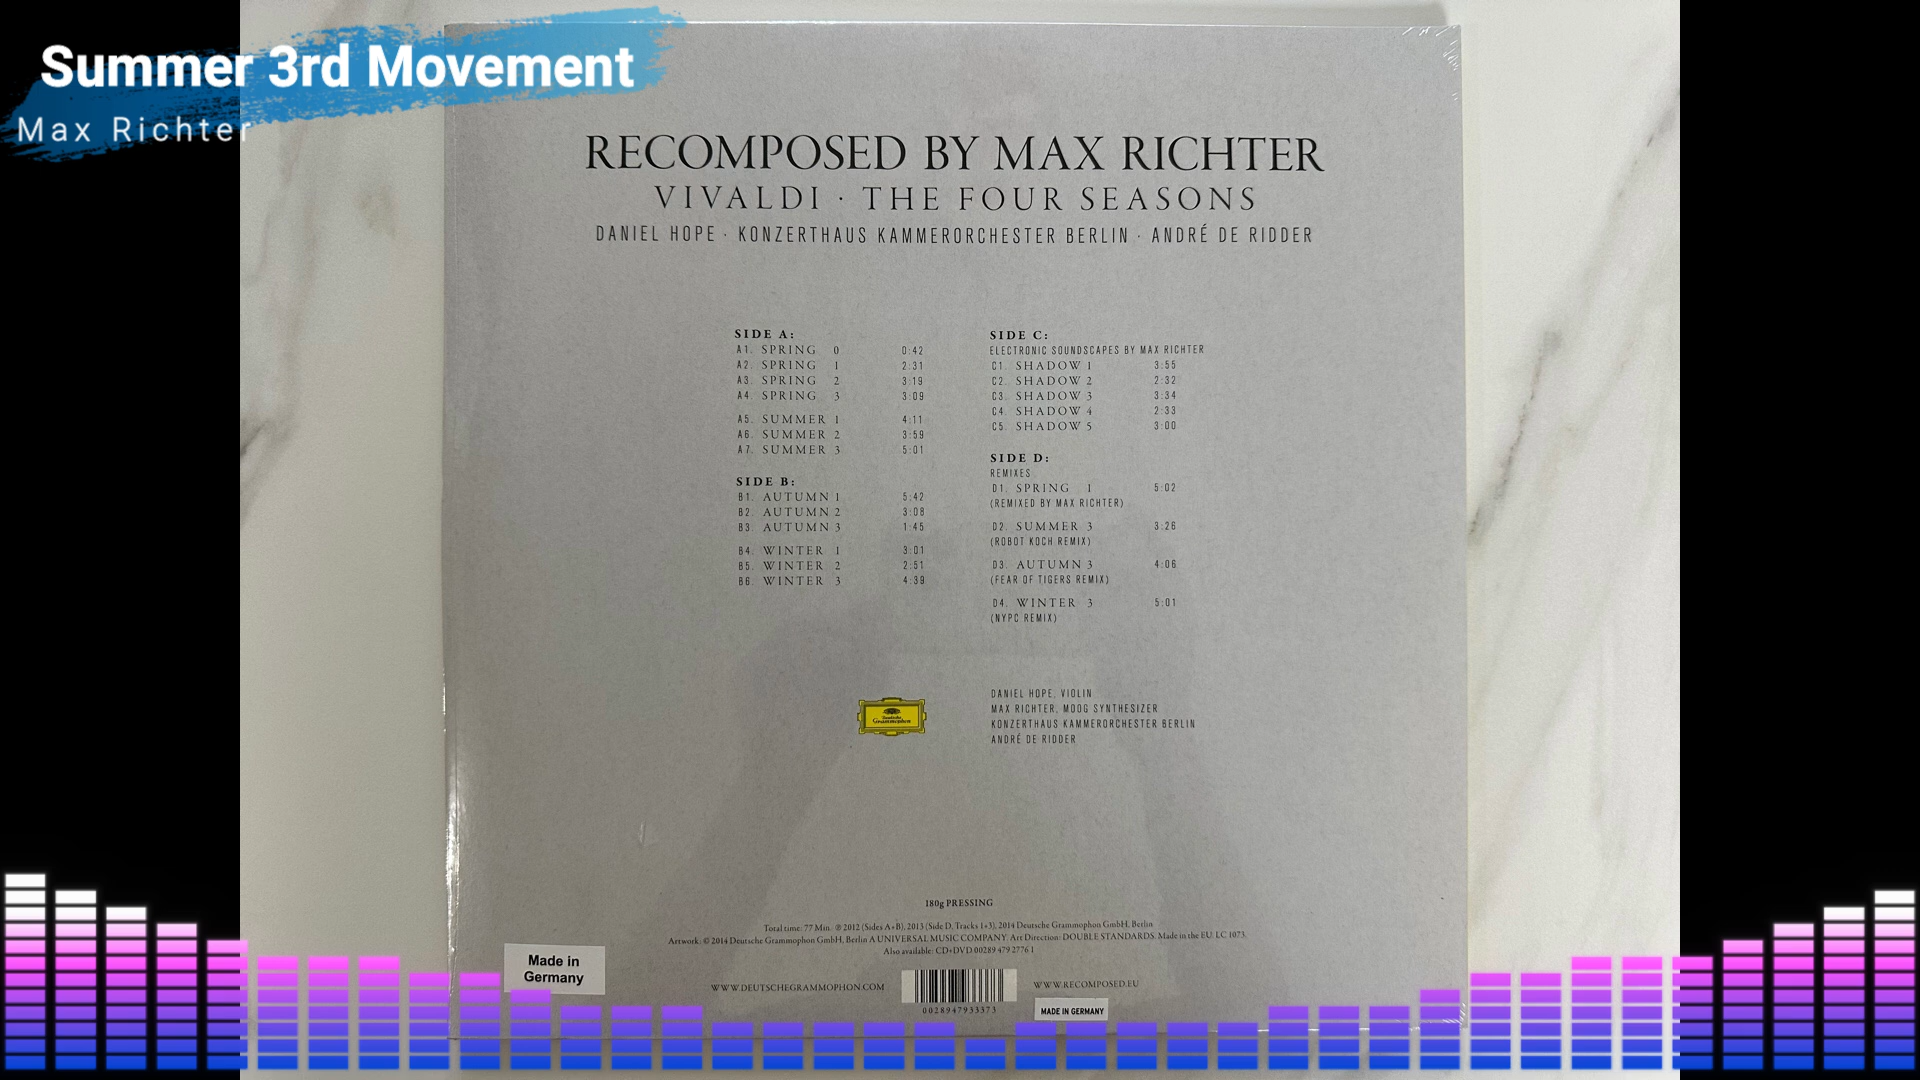 Summer 3rd Movement
Max Richter
RECOMPOSED BY MAX RICHTER
VIVALDI · THE FOUR SEASONS
DANIEL HOPE · KONZERTHAUS KAMMERORCHESTER BERLIN · ANDRÉ DE RIDDER
SIDE A:
A1. SPRING 0 0:42
A2. SPRING 1 2:31
A3. SPRING 2 3:19
A4. SPRING 3 3:09
A5. SUMMER 1 4:11
A6. SUMMER 2 3:59
A7. SUMMER 3 5:01
SIDE B:
B1. AUTUMN 1 5:42
B2. AUTUMN 2 3:08
B3. AUTUMN 3 1:45
B4. WINTER 1 3:01
B5. WINTER 2 2:51
B6. WINTER 3 4:39
SIDE C:
ELECTRONIC SOUNDSCAPES BY MAX RICHTER
C1. SHADOW 1 3:55
C2. SHADOW 2 2:32
C3. SHADOW 3 3:34
C4. SHADOW 4 2:33
C5. SHADOW 5 3:00
SIDE D:
REMIXES
D1. SPRING 1 5:02
(REMIXED BY MAX RICHTER)
D2. SUMMER 3 3:26
(ROBOT KOCH REMIX)
D3. AUTUMN 3 4:06
(FEAR OF TIGERS REMIX)
D4. WINTER 3 5:01
(NYPC REMIX)
Deutsche
Grammophon
DANIEL HOPE, VIOLIN
MAX RICHTER, MOOG SYNTHESIZER
KONZERTHAUS KAMMERORCHESTER BERLIN
ANDRÉ DE RIDDER
180g PRESSING
Total time: 77 Min. ℗ 2012 (Sides A+B), 2013 (Side D, Tracks 1+3), 2014 Deutsche Grammophon GmbH, Berlin
Artwork: © 2014 Deutsche Grammophon GmbH, Berlin A UNIVERSAL MUSIC COMPANY. Art Direction: DOUBLE STANDARDS. Made in the EU. LC 1073.
Also available: CD+DVD 00289 479 2776 1
Made in
Germany
WWW.DEUTSCHEGRAMMOPHON.COM
WWW.RECOMPOSED.EU
0028947933373
MADE IN GERMANY